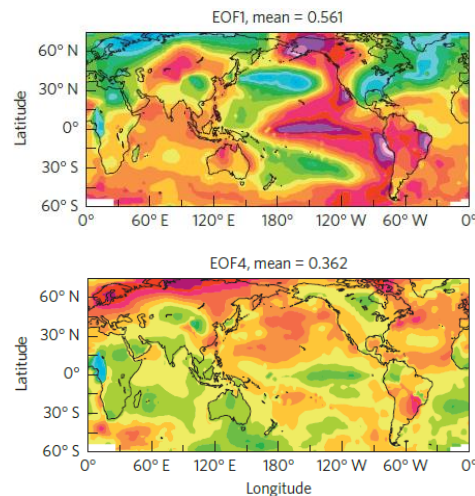 EOF1, mean = 0.561
Latitude
60° N
30° N
0°
30° S
60° S
0° 60° E 120° E 180° 120° W 60° W 0°
EOF4, mean = 0.362
Latitude
60° N
30° N
0°
30° S
60° S
0° 60° E 120° E 180° 120° W 60° W 0°
Longitude